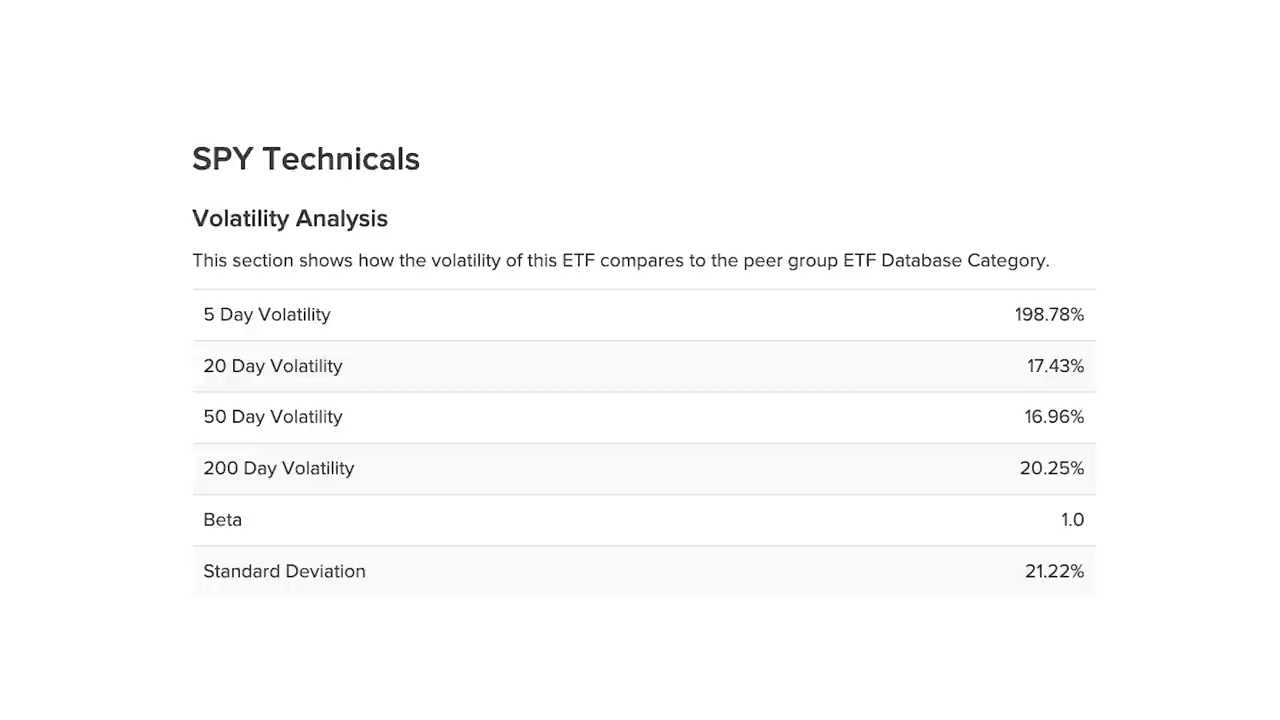 SPY Technicals
Volatility Analysis
This section shows how the volatility of this ETF compares to the peer group ETF Database Category.
5 Day Volatility 198.78%
20 Day Volatility 17.43%
50 Day Volatility 16.96%
200 Day Volatility 20.25%
Beta 1.0
Standard Deviation 21.22%